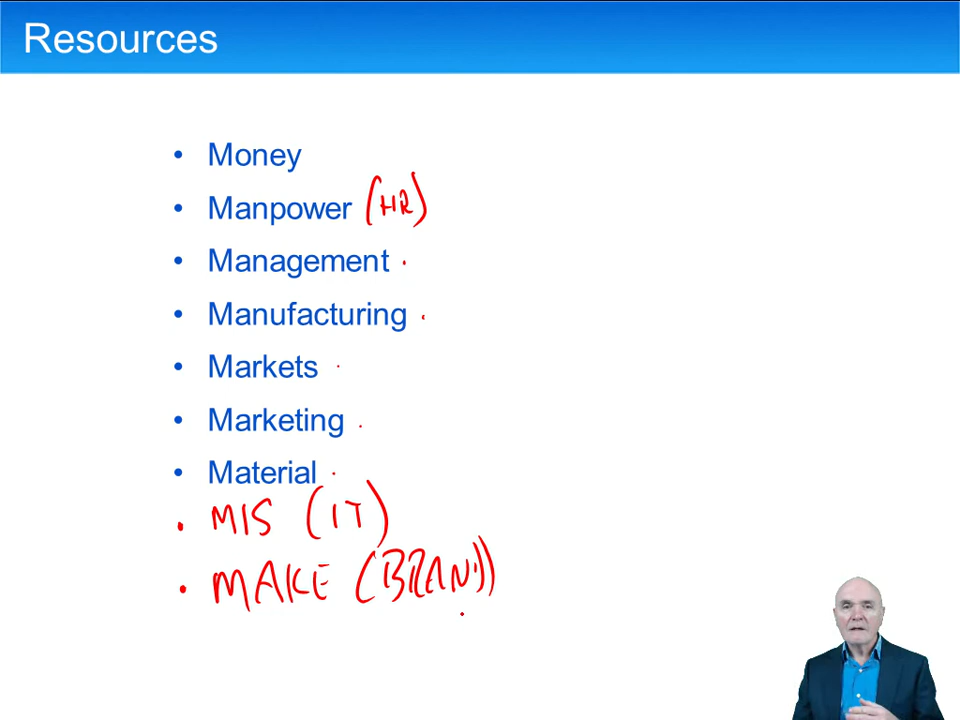 Resources
• Money
• Manpower (HR)
• Management
• Manufacturing
• Markets
• Marketing
• Material
• MIS (IT)
• MAKE (BRAND)